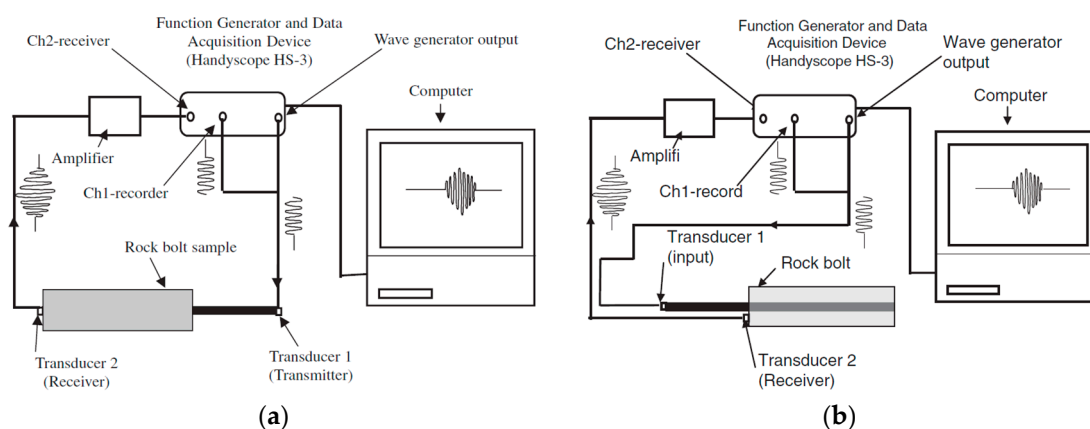 Function Generator and Data
Acquisition Device
(Handyscope HS-3)
Ch2-receiver
Wave generator output
Computer
Amplifier
Ch1-recorder
Rock bolt sample
Transducer 2
(Receiver)
Transducer 1
(Transmitter)
(a)
Function Generator and Data
Acquisition Device
(Handyscope HS-3)
Ch2-receiver
Wave generator
output
Computer
Amplifi
Ch1-record
Transducer 1
(input)
Rock bolt
Transducer 2
(Receiver)
(b)